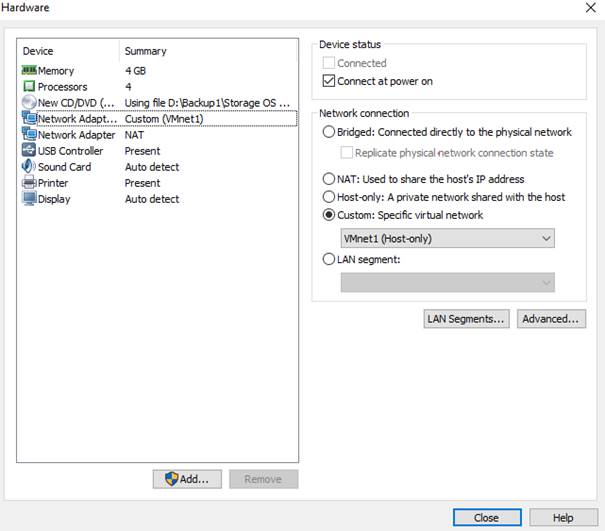 Hardware
Device Summary
Memory 4 GB
Processors 4
New CD/DVD (... Using file D:\Backup1\Storage OS ...
Network Adapt... Custom (VMnet1)
Network Adapter NAT
USB Controller Present
Sound Card Auto detect
Printer Present
Display Auto detect
Add...
Remove
Device status
Connected
Connect at power on
Network connection
Bridged: Connected directly to the physical network
Replicate physical network connection state
NAT: Used to share the host's IP address
Host-only: A private network shared with the host
Custom: Specific virtual network
VMnet1 (Host-only)
LAN segment:
LAN Segments... Advanced...
Close Help